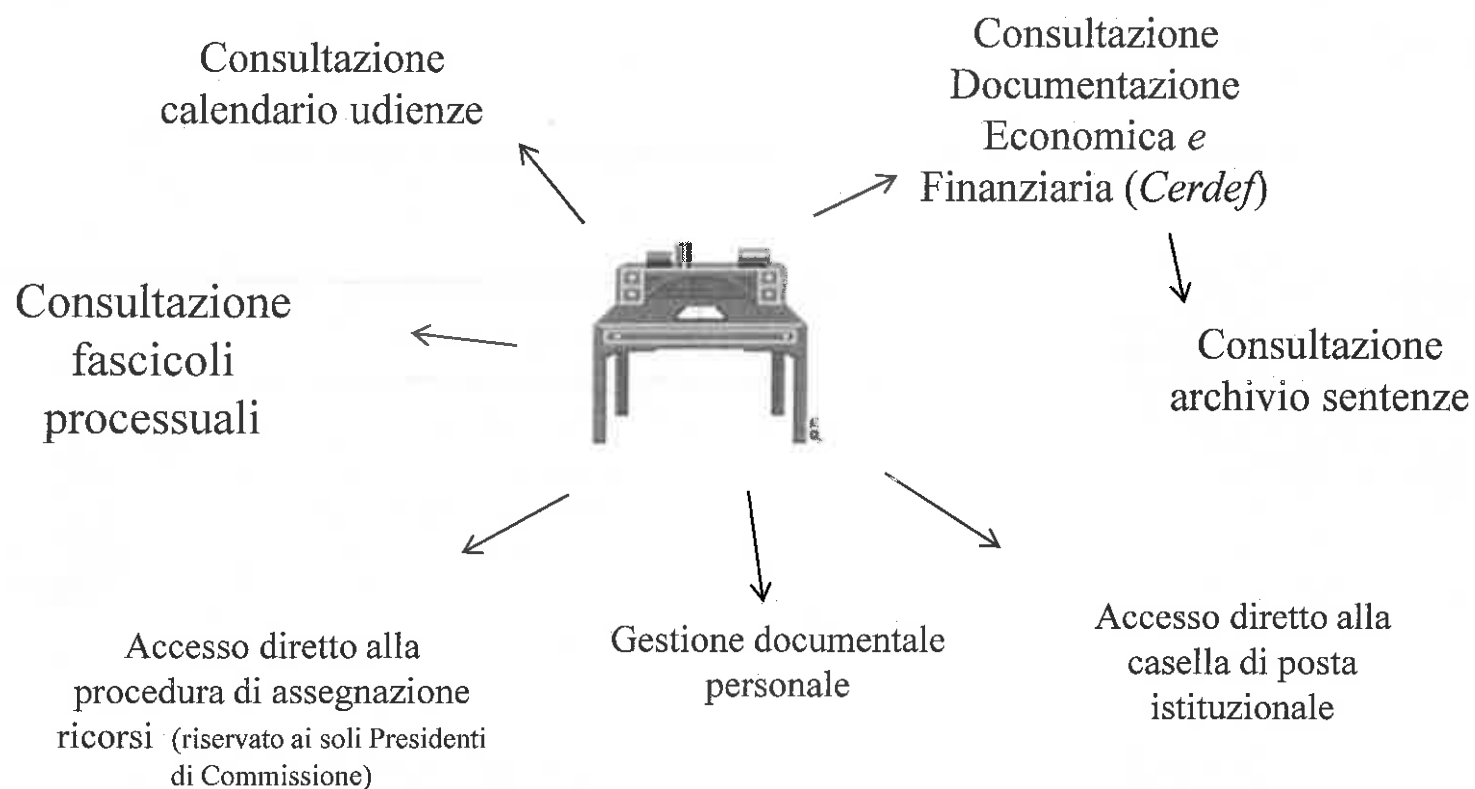 Consultazione
calendario udienze
Consultazione
Documentazione
Economica e
Finanziaria (Cerdef)
Consultazione
fascicoli
processuali
Consultazione
archivio sentenze
Accesso diretto alla
procedura di assegnazione
ricorsi (riservato ai soli Presidenti
di Commissione)
Gestione documentale
personale
Accesso diretto alla
casella di posta
istituzionale